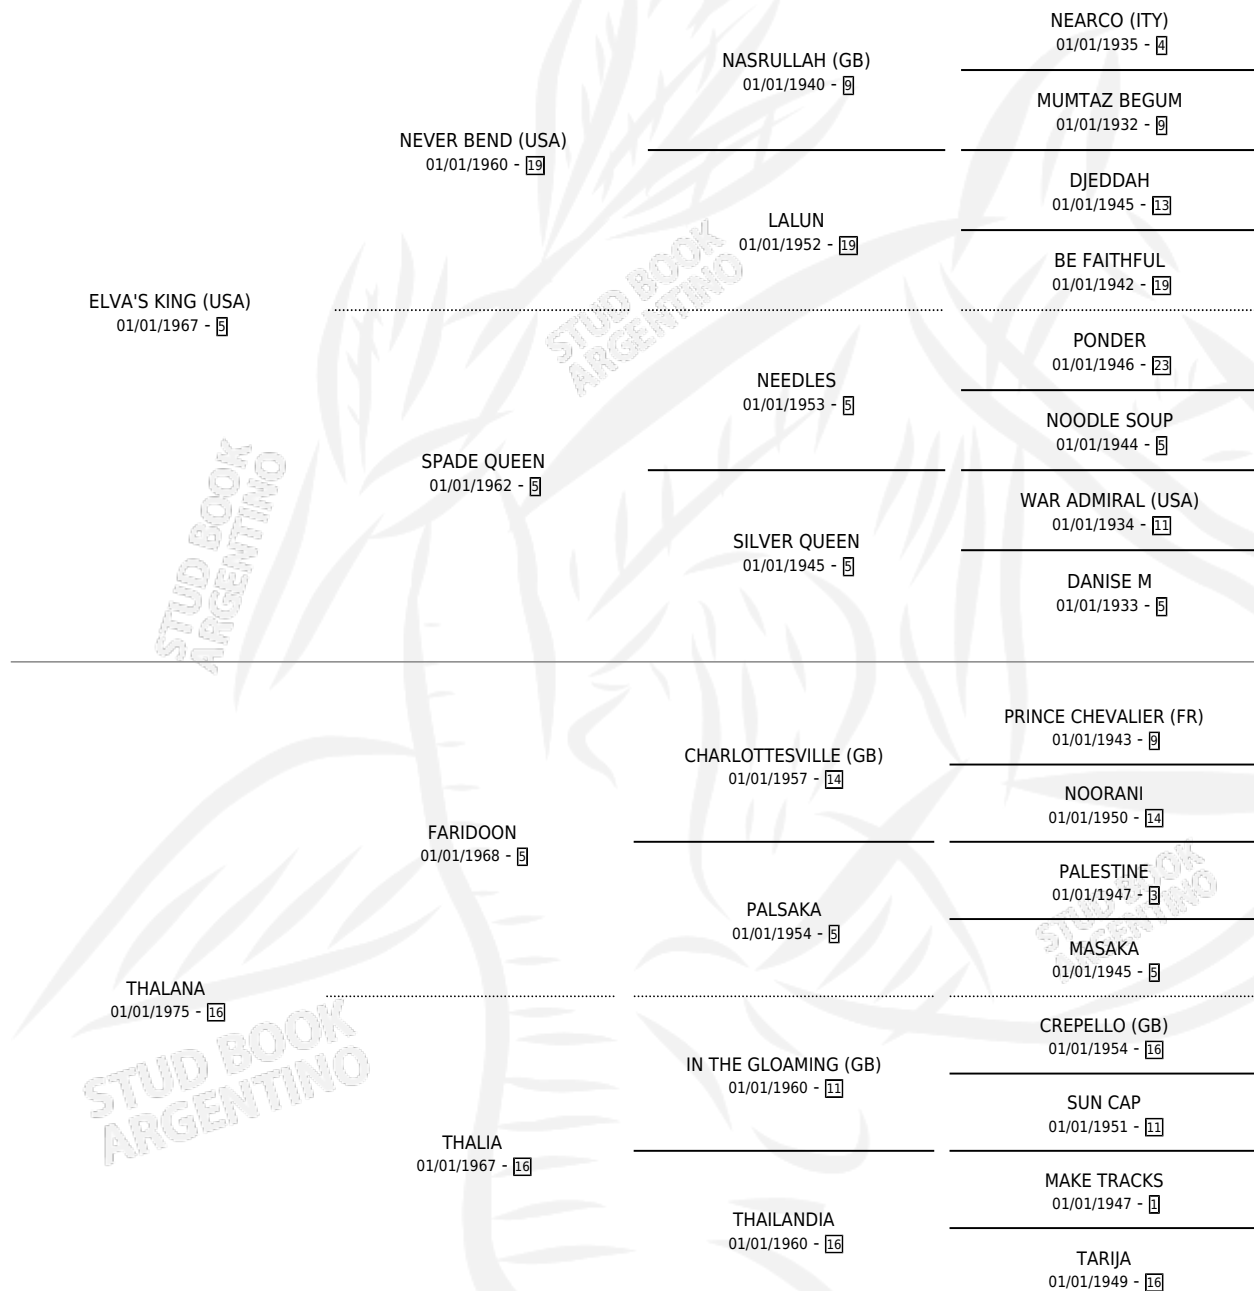 NEARCO (ITY)
01/01/1935 - 4
NASRULLAH (GB)
01/01/1940 - 9
MUMTAZ BEGUM
01/01/1932 - 9
NEVER BEND (USA)
01/01/1960 - 19
DJEDDAH
01/01/1945 - 13
LALUN
01/01/1952 - 19
BE FAITHFUL
01/01/1942 - 19
ELVA'S KING (USA)
01/01/1967 - 5
PONDER
01/01/1946 - 23
NEEDLES
01/01/1953 - 5
NOODLE SOUP
01/01/1944 - 5
SPADE QUEEN
01/01/1962 - 5
WAR ADMIRAL (USA)
01/01/1934 - 11
SILVER QUEEN
01/01/1945 - 5
DANISE M
01/01/1933 - 5
PRINCE CHEVALIER (FR)
01/01/1943 - 9
CHARLOTTESVILLE (GB)
01/01/1957 - 14
NOORANI
01/01/1950 - 14
FARIDOON
01/01/1968 - 5
PALESTINE
01/01/1947 - 3
PALSAKA
01/01/1954 - 5
MASAKA
01/01/1945 - 5
THALANA
01/01/1975 - 16
CREPELLO (GB)
01/01/1954 - 16
IN THE GLOAMING (GB)
01/01/1960 - 11
SUN CAP
01/01/1951 - 11
THALIA
01/01/1967 - 16
MAKE TRACKS
01/01/1947 - 1
THAILANDIA
01/01/1960 - 16
TARIJA
01/01/1949 - 16
STUD BOOK
ARGENTINO
STUD BOOK
ARGENTINO
STUD BOOK
ARGENTINO
STUD BOOK
ARGENTINO